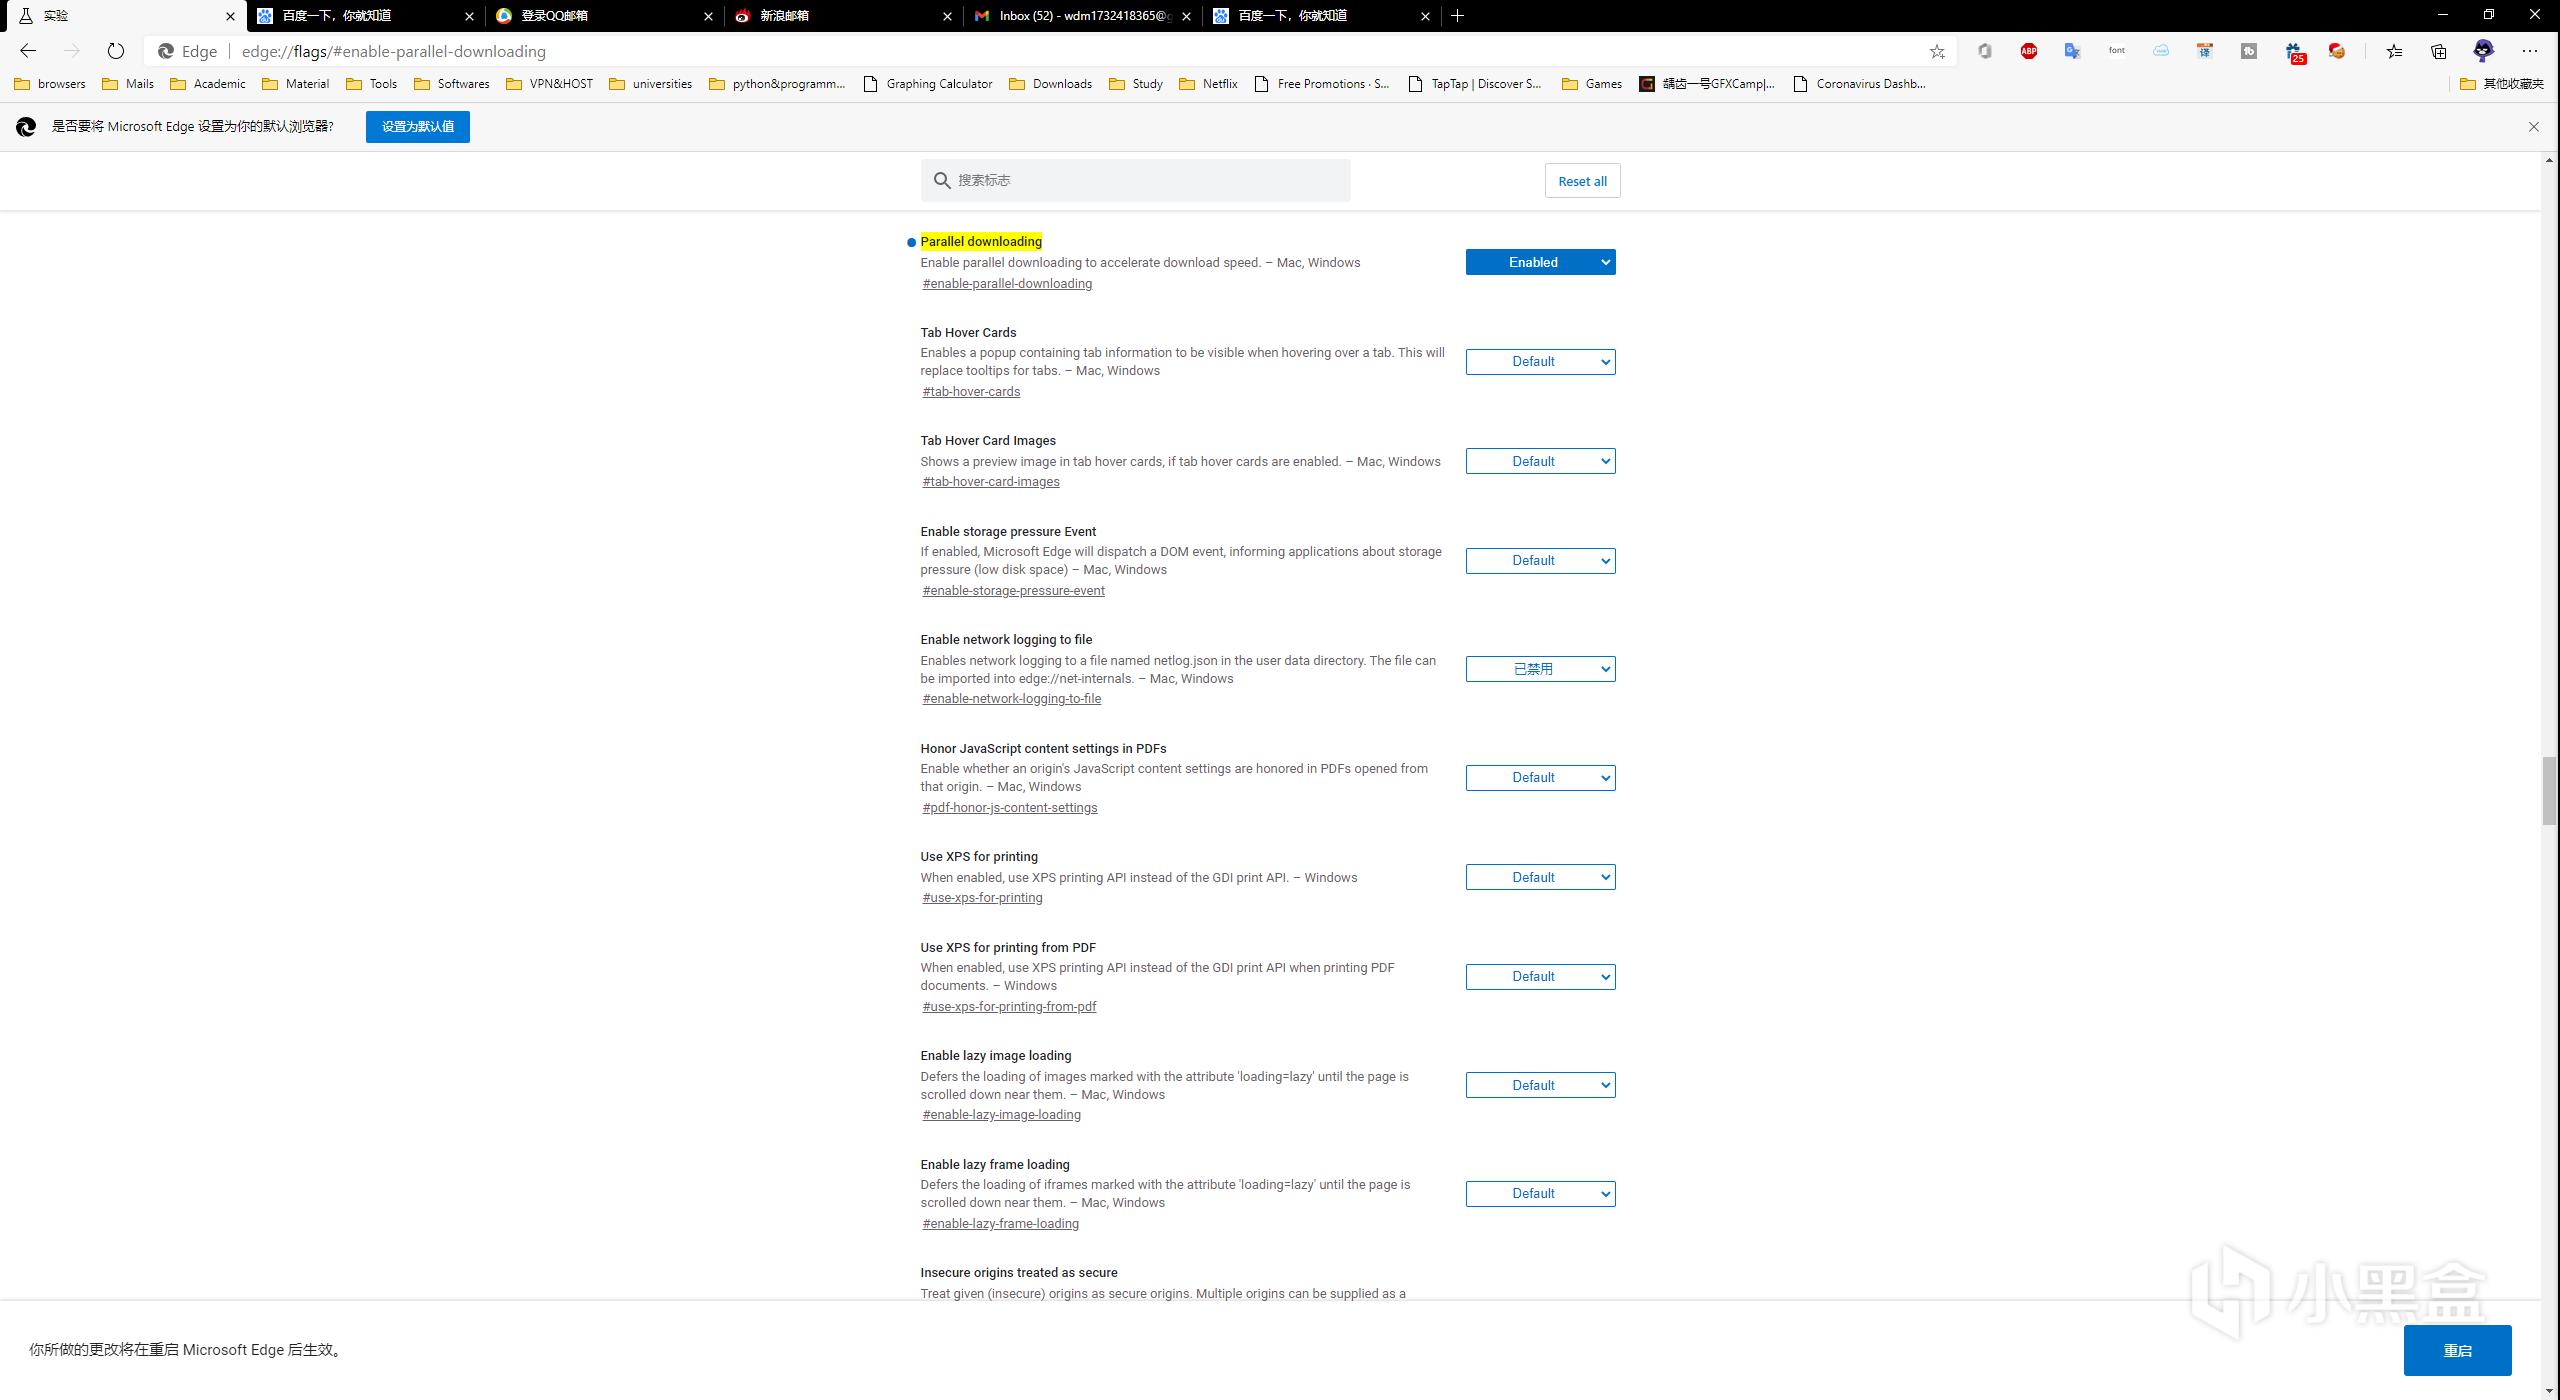 实验
百度一下，你就知道
登录QQ邮箱
新浪邮箱
Inbox (52) - wdm1732418365@g
百度一下，你就知道
Edge edge://flags/#enable-parallel-downloading
ABP
font
译
25
browsers Mails Academic Material Tools Softwares VPN&HOST universities python&programm... Graphing Calculator Downloads Study Netflix Free Promotions · S... TapTap | Discover S... Games 龋齿一号GFXCamp|... Coronavirus Dashb... 其他收藏夹
是否要将 Microsoft Edge 设置为你的默认浏览器? 设置为默认值
搜索标志 Reset all
Parallel downloading
Enable parallel downloading to accelerate download speed. – Mac, Windows
Enabled
#enable-parallel-downloading
Tab Hover Cards
Enables a popup containing tab information to be visible when hovering over a tab. This will
replace tooltips for tabs. – Mac, Windows
Default
#tab-hover-cards
Tab Hover Card Images
Shows a preview image in tab hover cards, if tab hover cards are enabled. – Mac, Windows
Default
#tab-hover-card-images
Enable storage pressure Event
If enabled, Microsoft Edge will dispatch a DOM event, informing applications about storage
pressure (low disk space) – Mac, Windows
Default
#enable-storage-pressure-event
Enable network logging to file
Enables network logging to a file named netlog.json in the user data directory. The file can
be imported into edge://net-internals. – Mac, Windows
已禁用
#enable-network-logging-to-file
Honor JavaScript content settings in PDFs
Enable whether an origin's JavaScript content settings are honored in PDFs opened from
that origin. – Mac, Windows
Default
#pdf-honor-js-content-settings
Use XPS for printing
When enabled, use XPS printing API instead of the GDI print API. – Windows
Default
#use-xps-for-printing
Use XPS for printing from PDF
When enabled, use XPS printing API instead of the GDI print API when printing PDF
documents. – Windows
Default
#use-xps-for-printing-from-pdf
Enable lazy image loading
Defers the loading of images marked with the attribute 'loading=lazy' until the page is
scrolled down near them. – Mac, Windows
Default
#enable-lazy-image-loading
Enable lazy frame loading
Defers the loading of iframes marked with the attribute 'loading=lazy' until the page is
scrolled down near them. – Mac, Windows
Default
#enable-lazy-frame-loading
Insecure origins treated as secure
Treat given (insecure) origins as secure origins. Multiple origins can be supplied as a
小黑盒
你所做的更改将在重启 Microsoft Edge 后生效。
重启